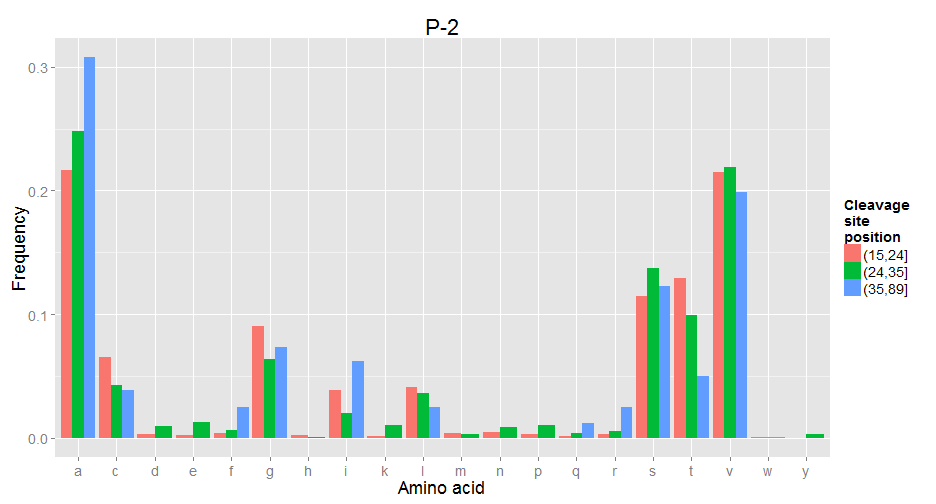 P-2
0.3
0.2
0.1
0.0
Frequency
a c d e f g h i k l m n p q r s t v w y
Amino acid
Cleavage
site
position
(15,24]
(24,35]
(35,89]